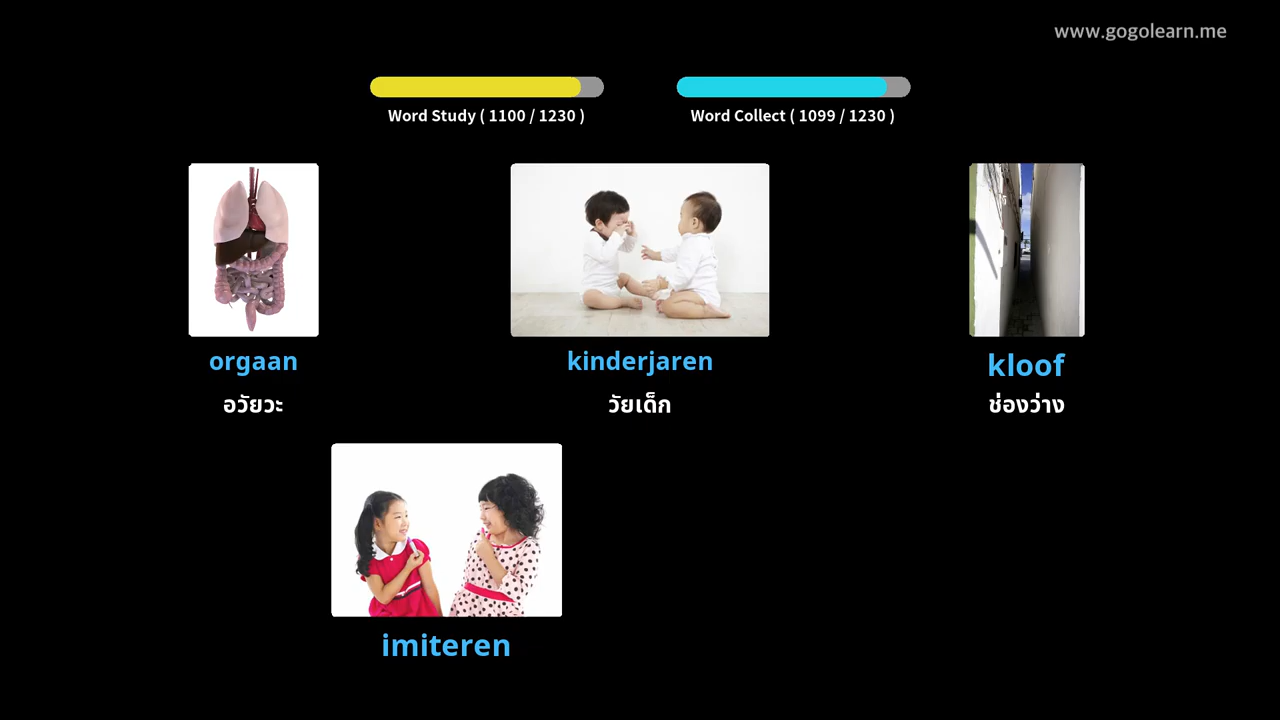 www.gogolearn.me
Word Study ( 1100 / 1230 )
Word Collect ( 1099 / 1230 )
orgaan
kinderjaren
kloof
อวัยวะ
วัยเด็ก
ช่องว่าง
imiteren